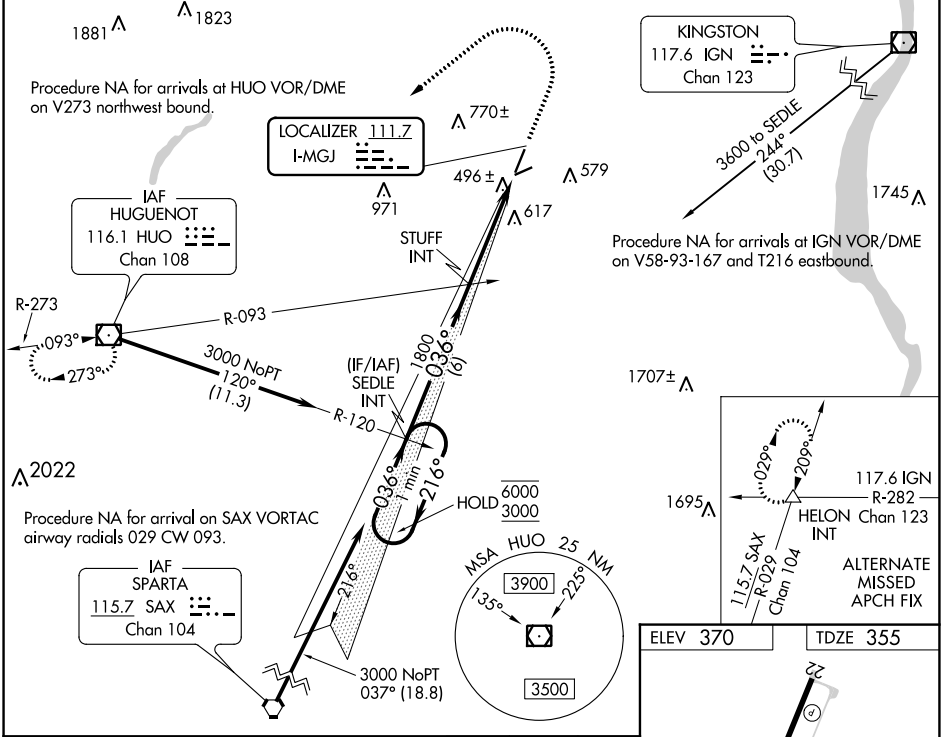 1881
1823
Procedure NA for arrivals at HUO VOR/DME
on V273 northwest bound.
LOCALIZER 111.7
I-MGJ
770±
496±
579
971
617
KINGSTON
117.6 IGN
Chan 123
3600 to SEDLE
244°
(30.7)
1745
Procedure NA for arrivals at IGN VOR/DME
on V58-93-167 and T216 eastbound.
IAF
HUGUENOT
116.1 HUO
Chan 108
STUFF
INT
R-273
093°
273°
R-093
3000 NoPT
120°
(11.3)
R-120
(IF/IAF)
SEDLE
INT
1800
036°
(6)
1707±
036°
1 min
216°
HOLD
6000
3000
2022
Procedure NA for arrival on SAX VORTAC
airway radials 029 CW 093.
IAF
SPARTA
115.7 SAX
Chan 104
216°
3000 NoPT
037° (18.8)
MSA HUO 25 NM
3900
135°
225°
3500
1695
029°
209°
117.6 IGN
R-282
Chan 123
HELON
INT
115.7 SAX
R-029
Chan 104
ALTERNATE
MISSED
APCH FIX
ELEV 370
TDZE 355
22
P